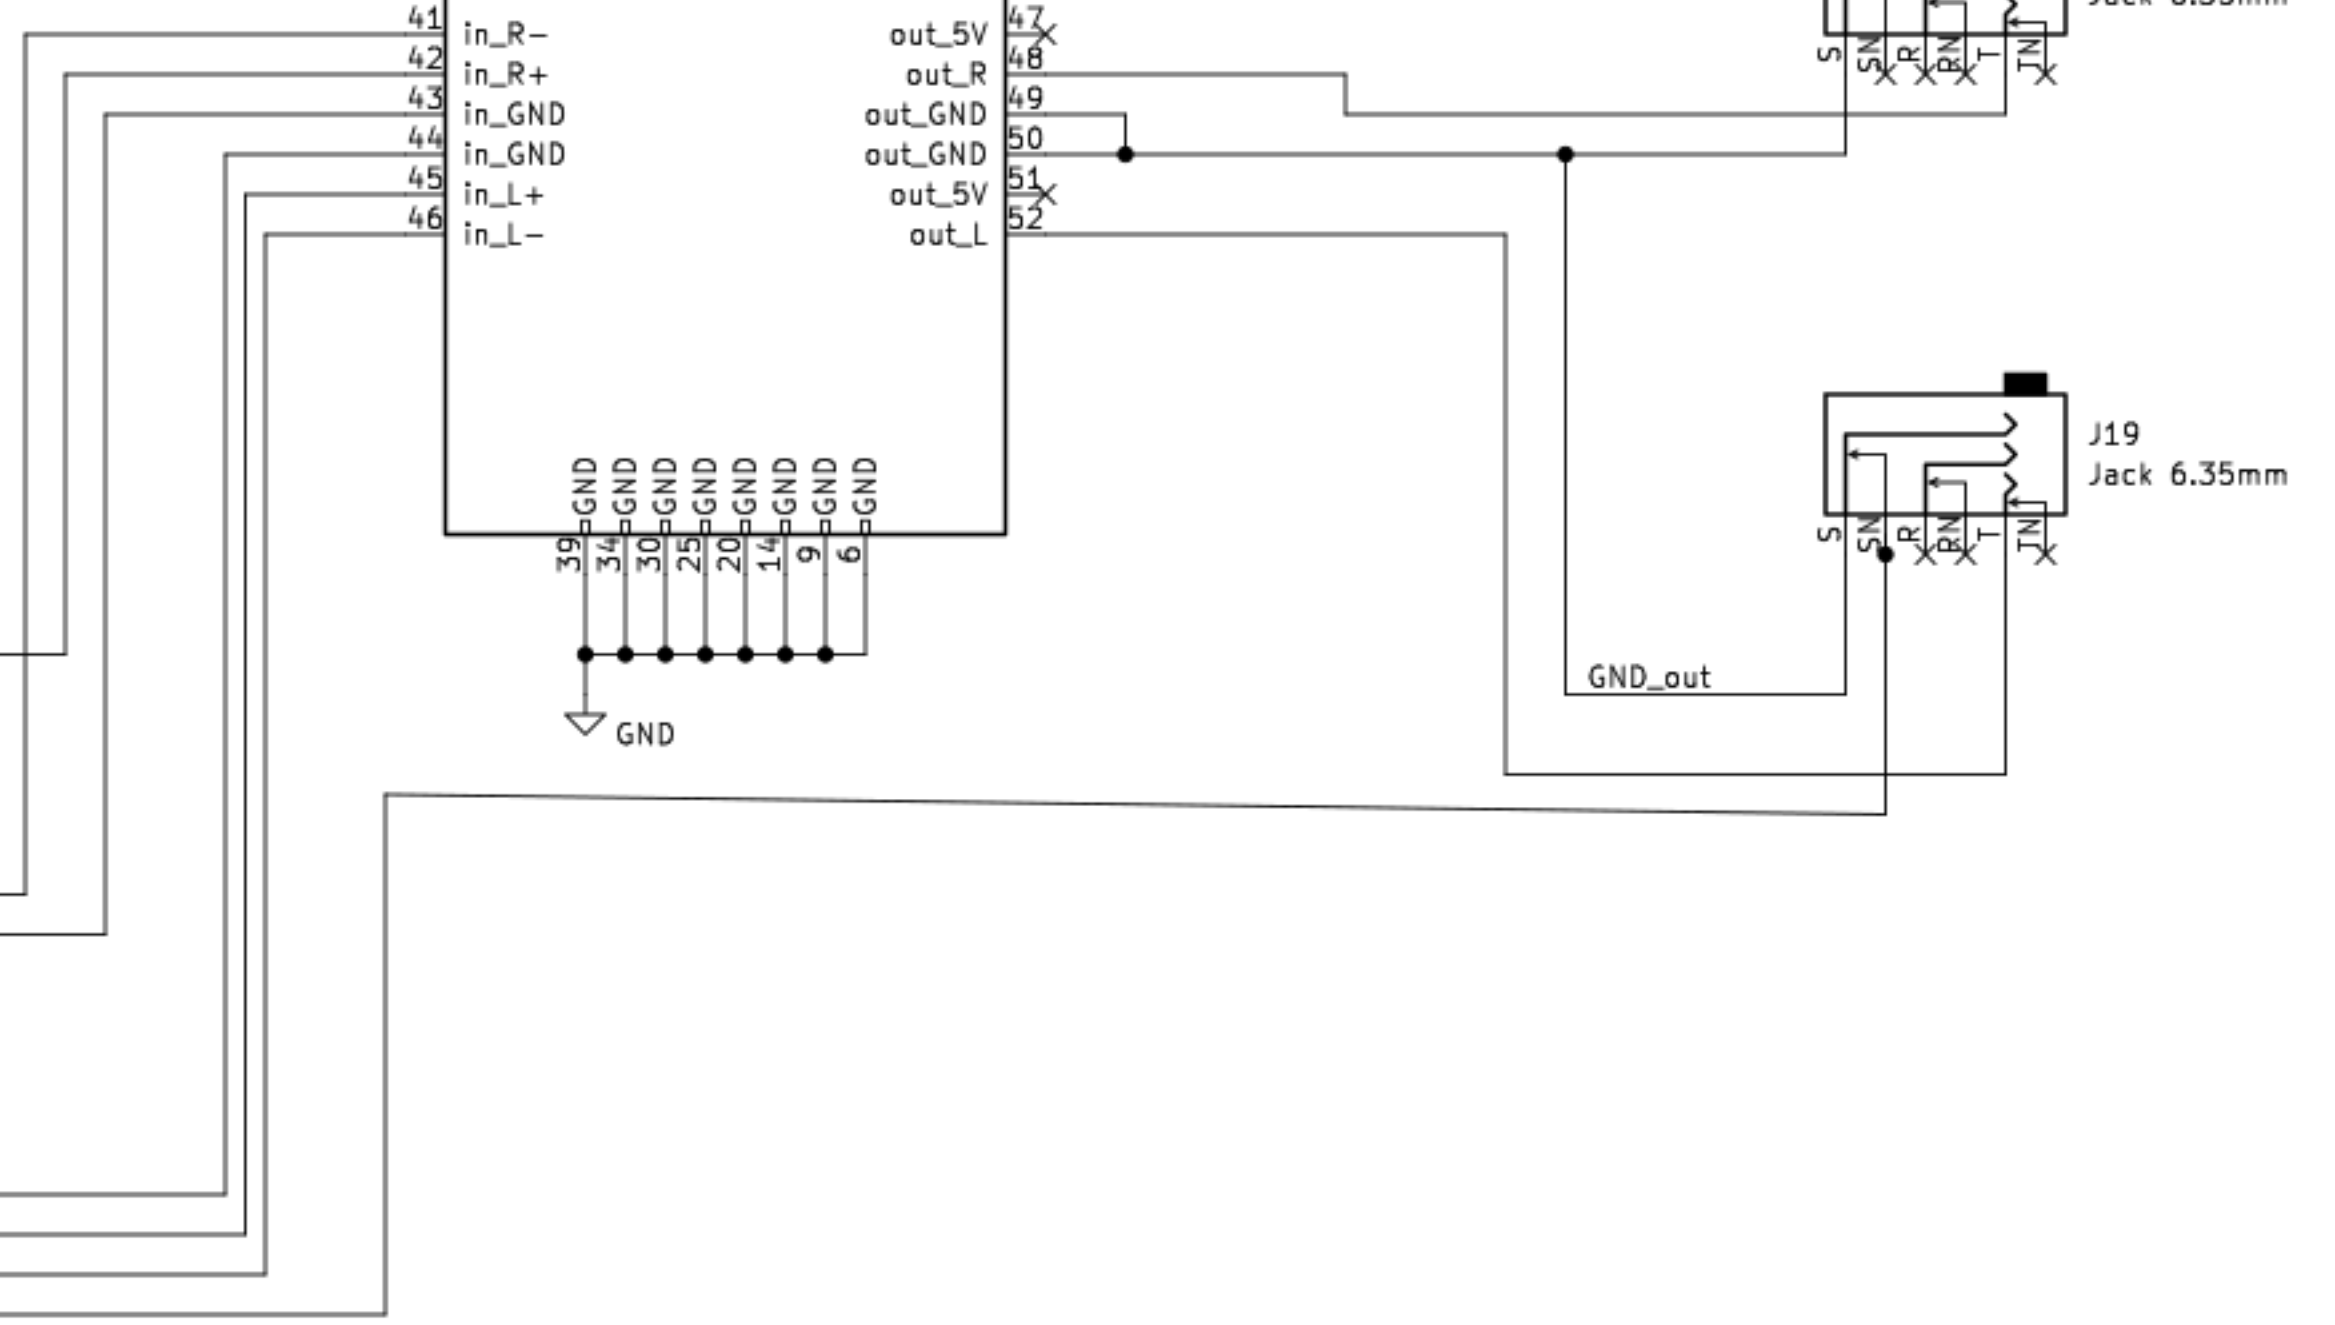 41 in_R-
42 in_R+
43 in_GND
44 in_GND
45 in_L+
46 in_L-
out_5V 47
out_R 48
out_GND 49
out_GND 50
out_5V 51
out_L 52
GND GND GND GND GND GND GND GND
39 34 30 25 20 14 9 6
GND
S SN R RN T TN
J19
Jack 6.35mm
S SN R RN T TN
GND_out